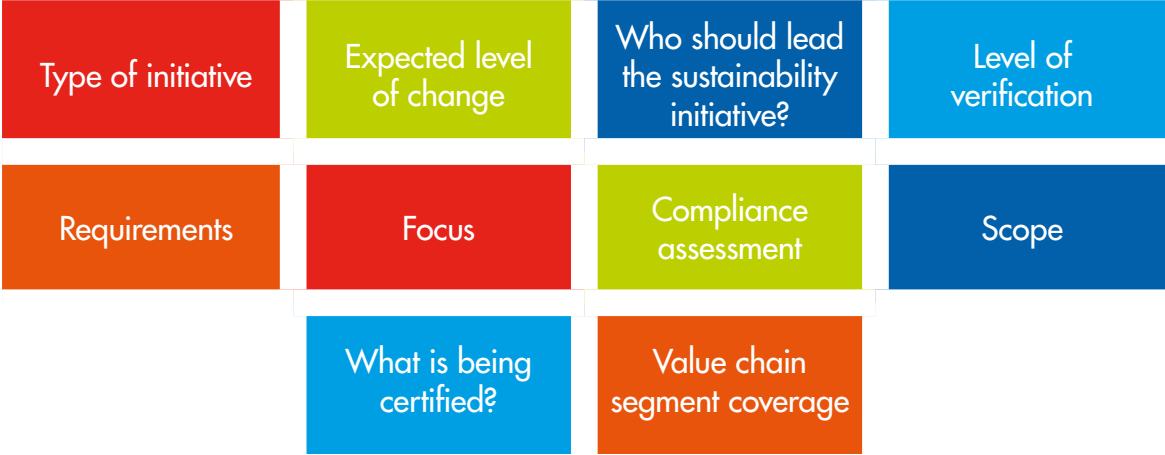 Type of initiative
Expected level
of change
Who should lead
the sustainability
initiative?
Level of
verification
Requirements
Focus
Compliance
assessment
Scope
What is being
certified?
Value chain
segment coverage